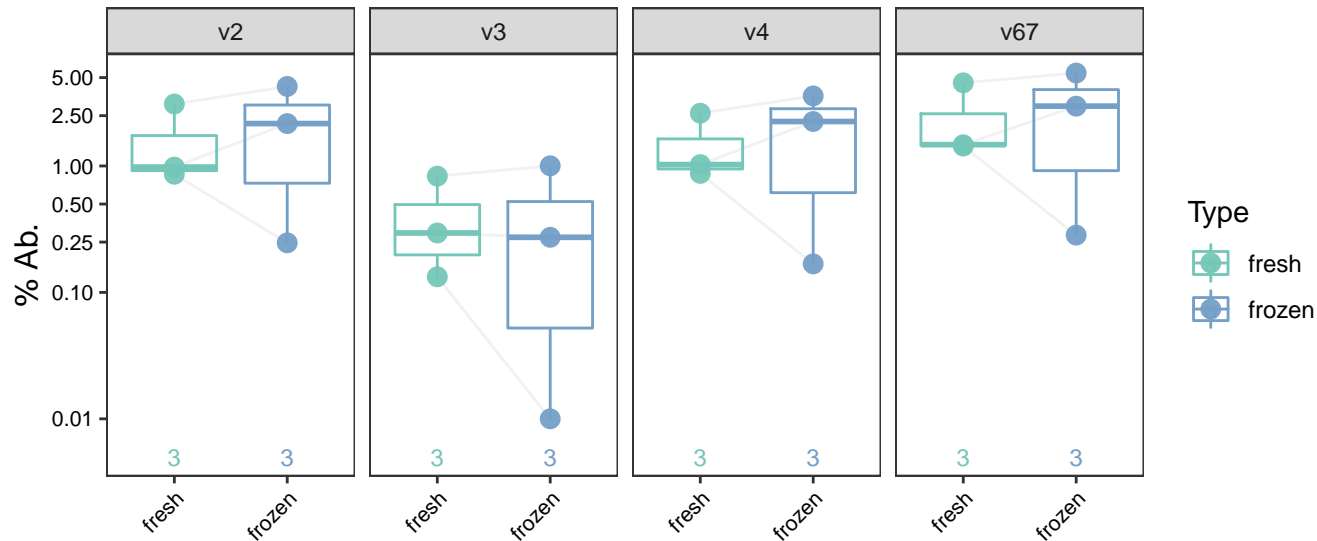 v2 v3 v4 v67
% Ab.
5.00
2.50
1.00
0.50
0.25
0.10
0.01
3 3 3 3 3 3 3 3
fresh frozen fresh frozen fresh frozen fresh frozen
Type
fresh
frozen